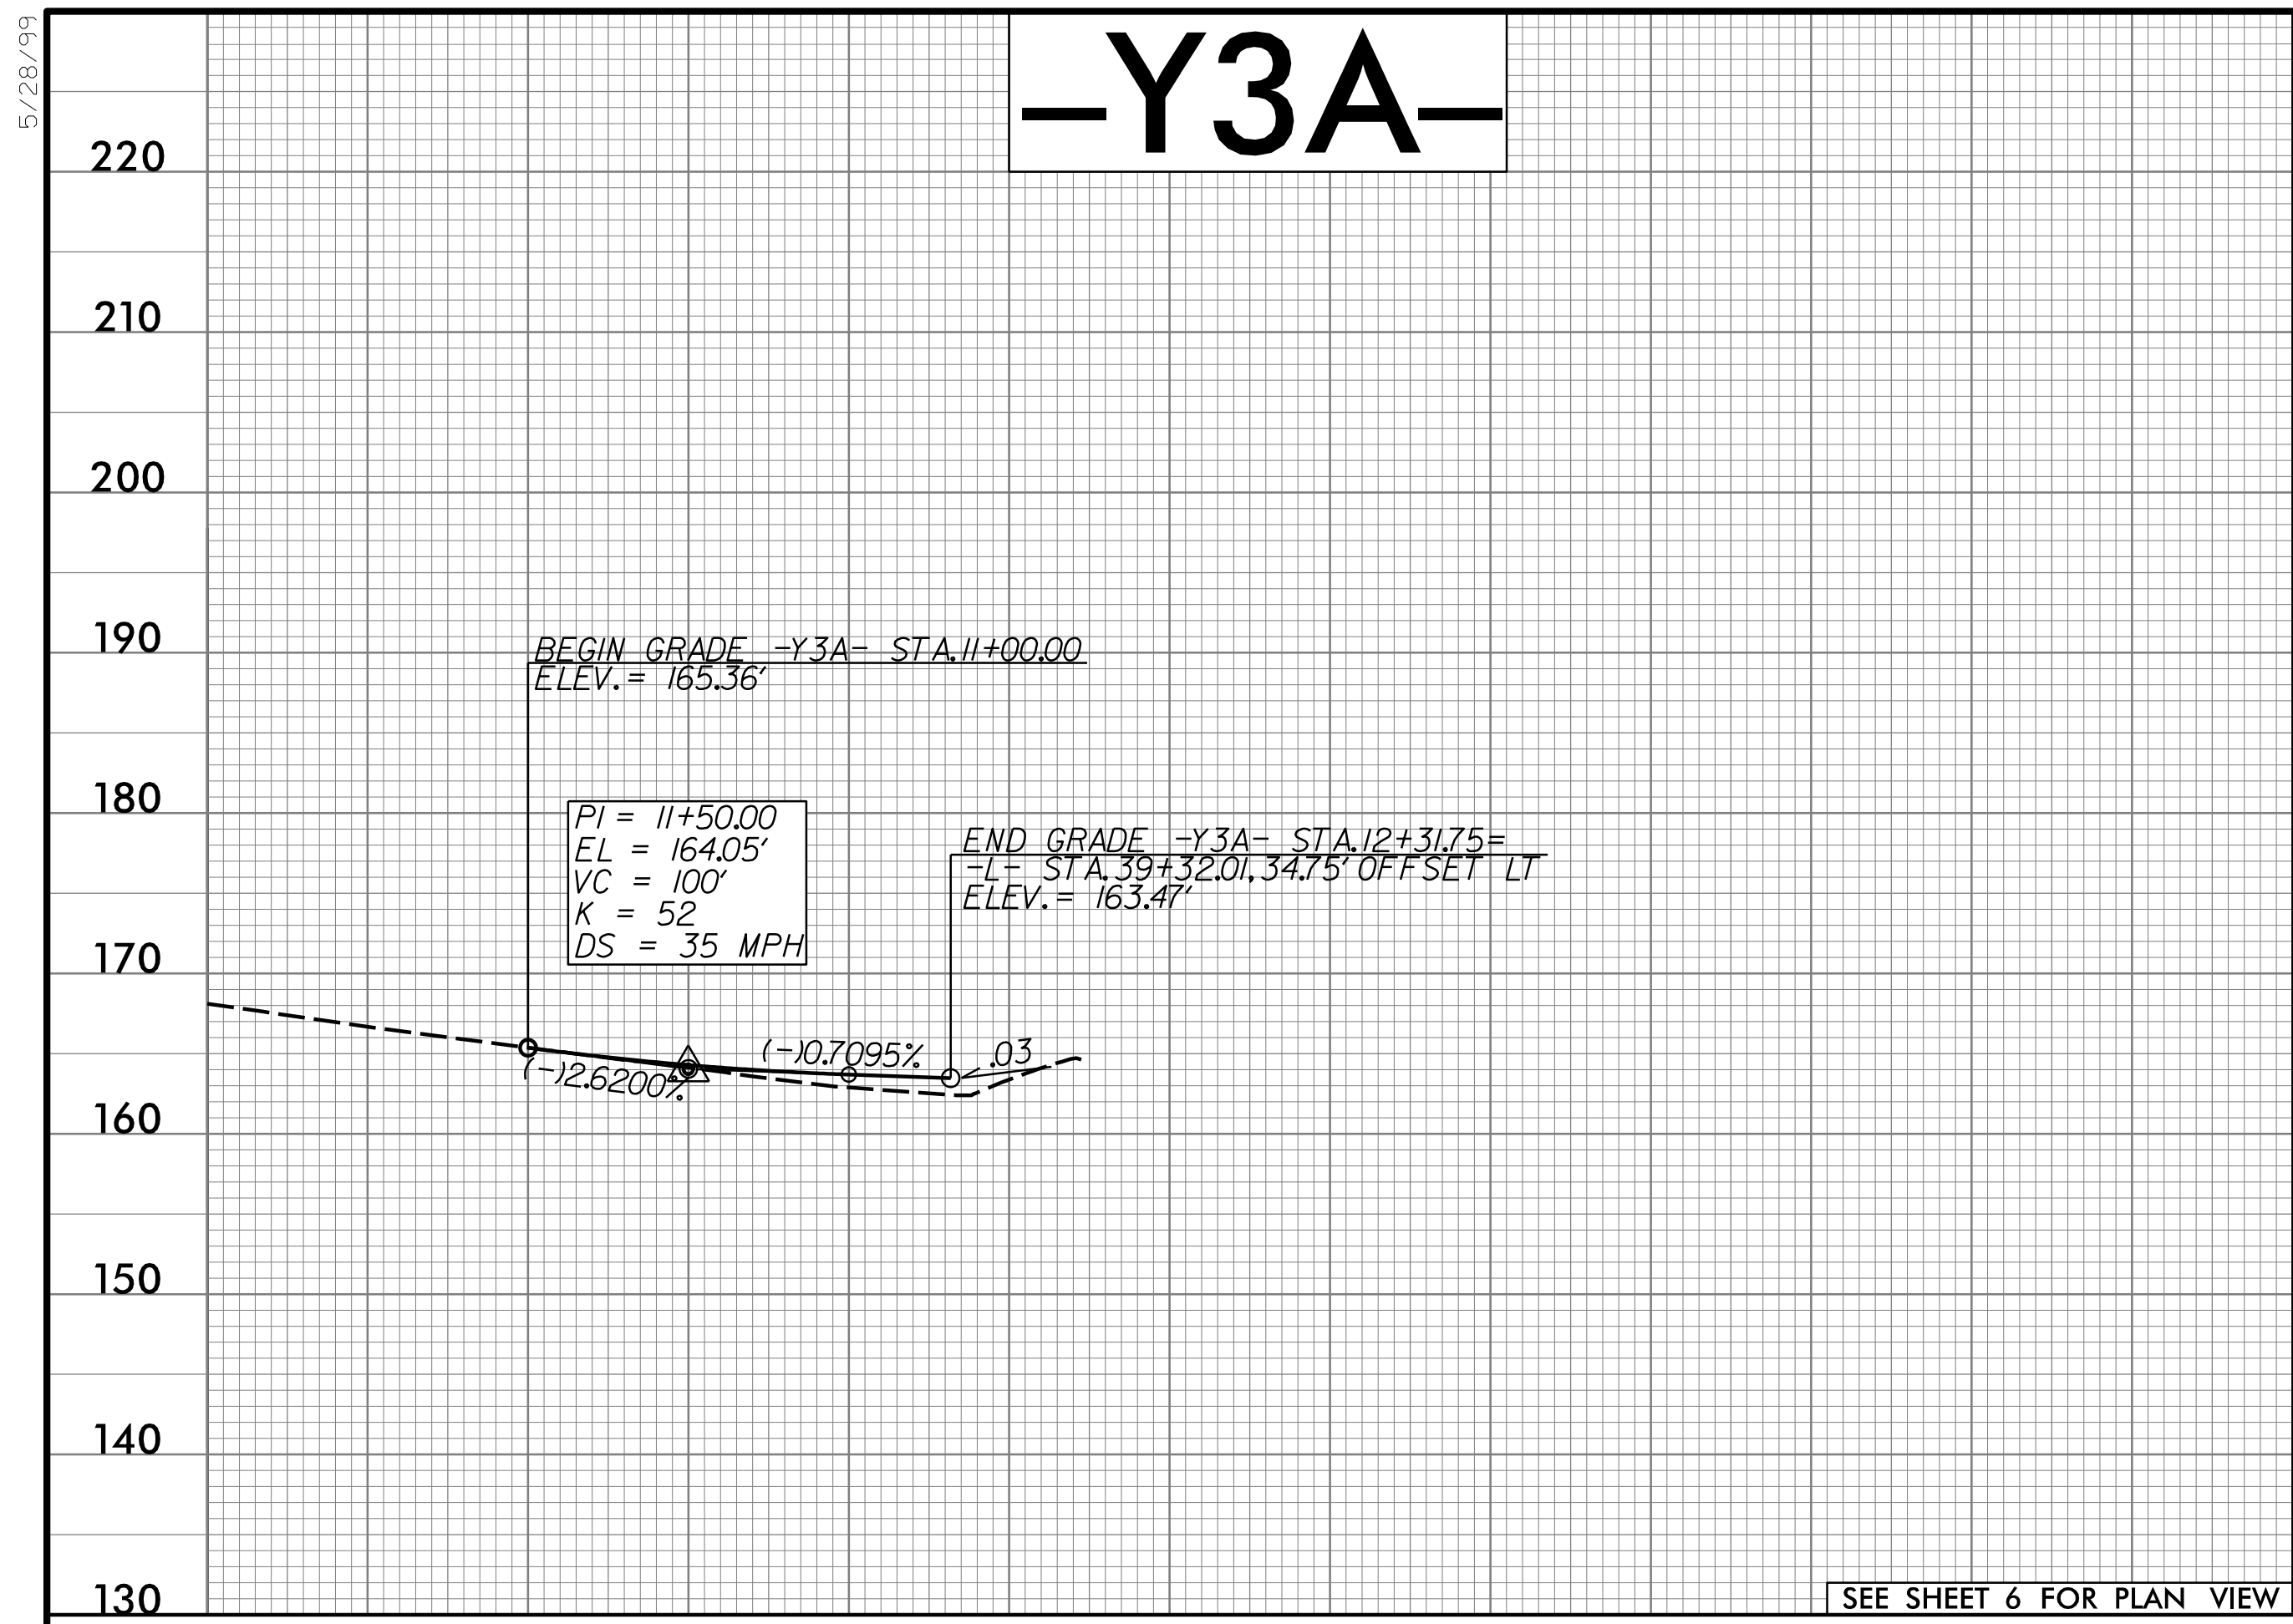 5/28/99
-Y3A-
220
210
200
190
180
170
160
150
140
130
BEGIN GRADE -Y3A- STA.11+00.00
ELEV.= 165.36'
PI = 11+50.00
EL = 164.05'
VC = 100'
K = 52
DS = 35 MPH
END GRADE -Y3A- STA.12+31.75=
-L- STA.39+32.01,34.75' OFFSET LT
ELEV.= 163.47'
(-)2.6200%
(-)0.7095%
.03
SEE SHEET 6 FOR PLAN VIEW